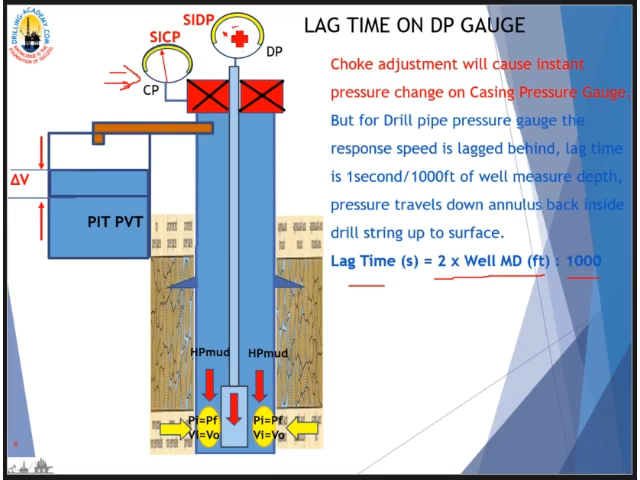 LAG TIME ON DP GAUGE
DRILLING-ACADEMY.COM
SIDP
SICP
DP
CP
Choke adjustment will cause instant
pressure change on Casing Pressure Gauge.
But for Drill pipe pressure gauge the
response speed is lagged behind, lag time
is 1second/1000ft of well measure depth,
pressure travels down annulus back inside
drill string up to surface.
Lag Time (s) = 2 x Well MD (ft) : 1000
ΔV
PIT PVT
HPmud
HPmud
Pi=Pf
Vi=Vo
Pi=Pf
Vi=Vo
6